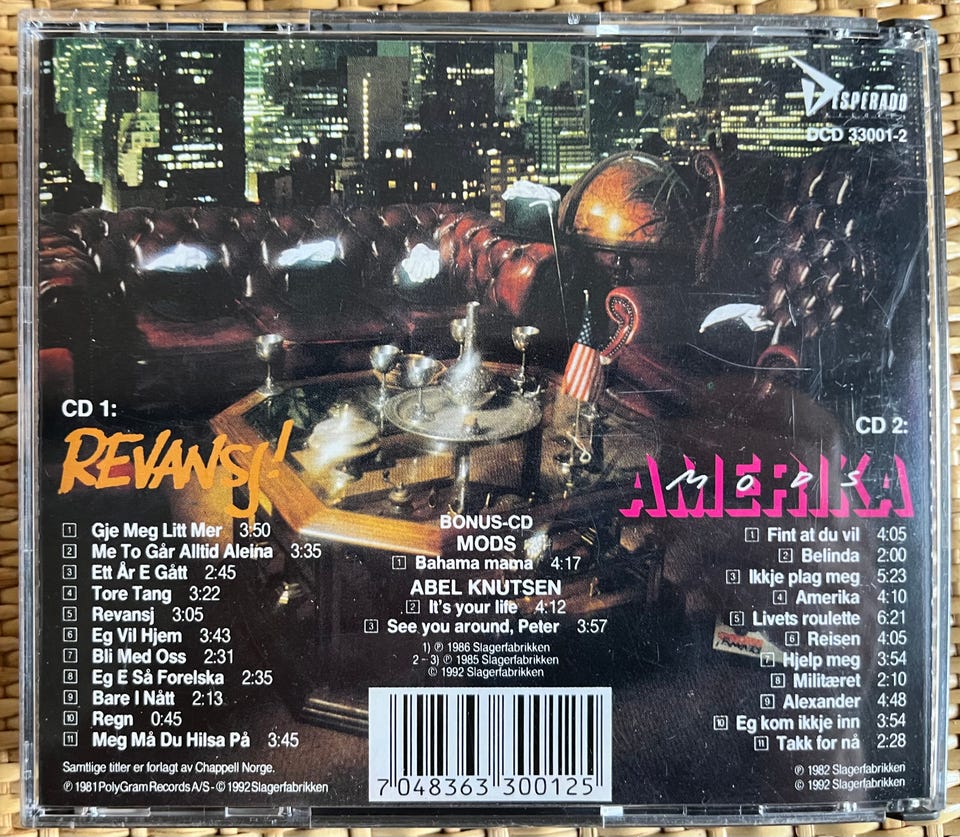 DESPERADO
DCD 33001-2
CD 1:
REVANSJ!
1 Gje Meg Litt Mer 3:50
2 Me To Går Alltid Aleina 3:35
3 Ett År E Gått 2:45
4 Tore Tang 3:22
5 Revansj 3:05
6 Eg Vil Hjem 3:43
7 Bli Med Oss 2:31
8 Eg E Så Forelska 2:35
9 Bare I Nått 2:13
10 Regn 0:45
11 Meg Må Du Hilsa På 3:45
Samtlige titler er forlagt av Chappell Norge.
℗ 1981 PolyGram Records A/S - © 1992 Slagerfabrikken
BONUS-CD
MODS
1 Bahama mama 4:17
ABEL KNUTSEN
2 It's your life 4:12
3 See you around, Peter 3:57
1) ℗ 1986 Slagerfabrikken
2 - 3) ℗ 1985 Slagerfabrikken
© 1992 Slagerfabrikken
7 048363 300125
CD 2:
AMERIKA
MODS
1 Fint at du vil 4:05
2 Belinda 2:00
3 Ikkje plag meg 5:23
4 Amerika 4:10
5 Livets roulette 6:21
6 Reisen 4:05
7 Hjelp meg 3:54
8 Militæret 2:10
9 Alexander 4:48
10 Eg kom ikkje inn 3:54
11 Takk for nå 2:28
℗ 1982 Slagerfabrikken
© 1992 Slagerfabrikken